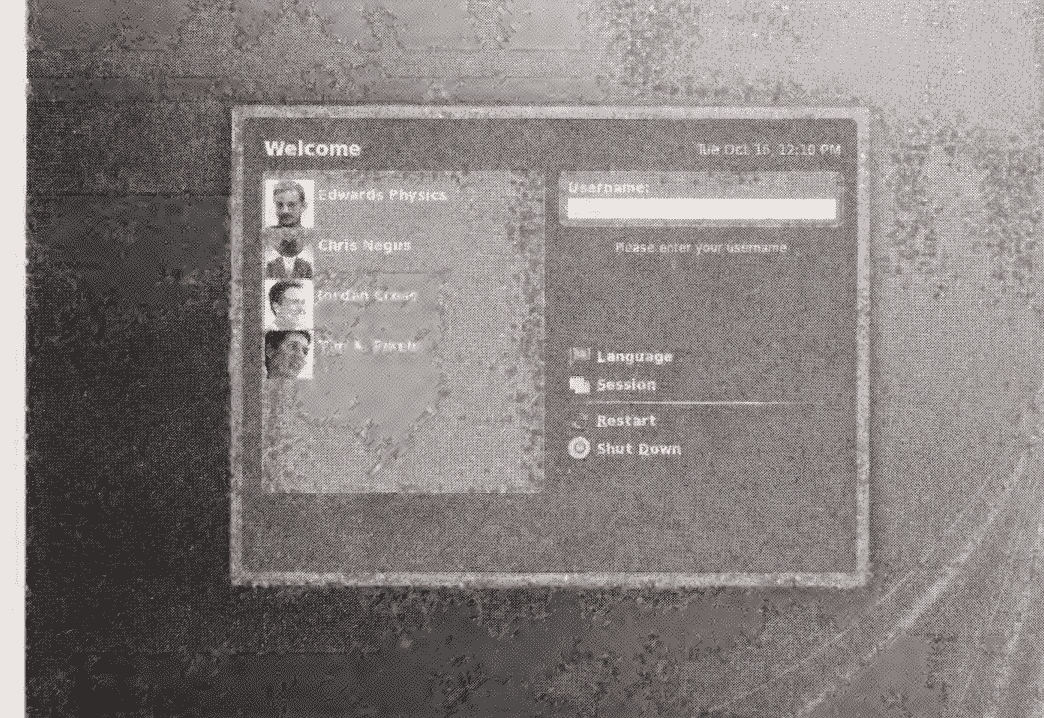 Welcome
Tue Oct 16, 12:10 PM
Edwards Physics
Chris Negus
Jordan
Username:
Please enter your username
Language
Session
Restart
Shut Down